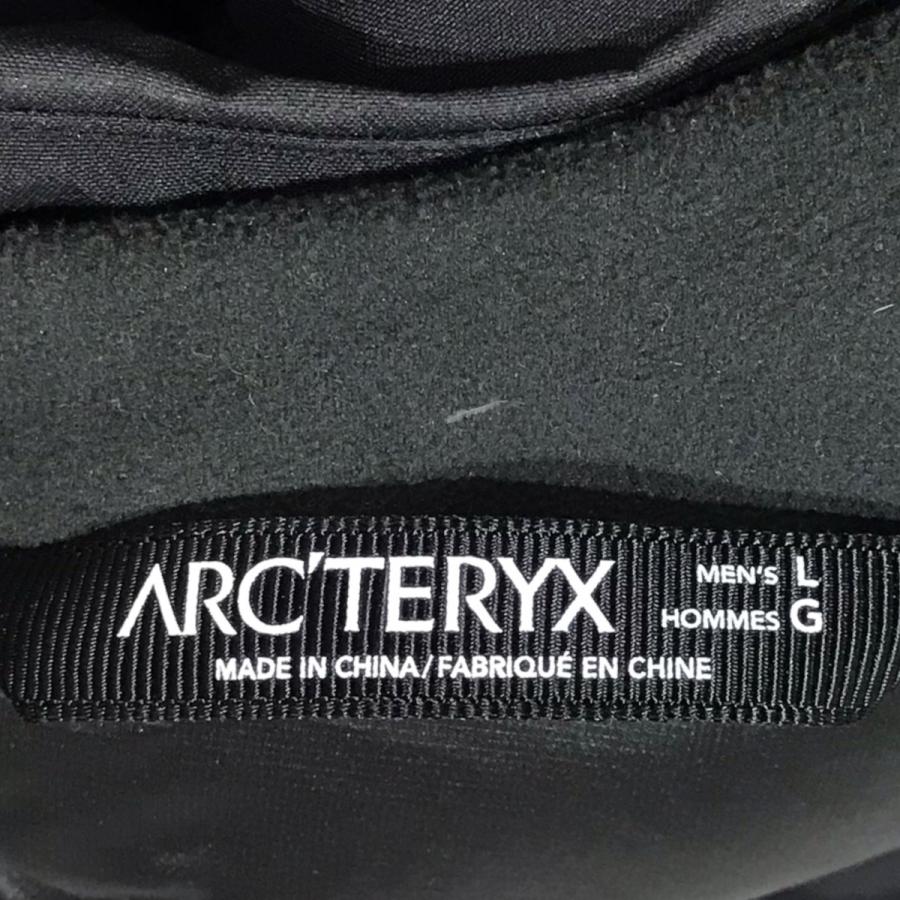 ARC'TERYX
MEN'S L
HOMMES G
MADE IN CHINA/FABRIQUÉ EN CHINE